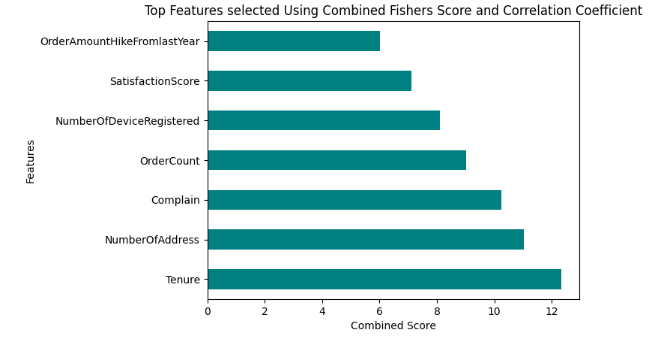 Top Features selected Using Combined Fishers Score and Correlation Coefficient
OrderAmountHikeFromlastYear
SatisfactionScore
NumberOfDeviceRegistered
OrderCount
Complain
NumberOfAddress
Tenure
Features
0 2 4 6 8 10 12
Combined Score